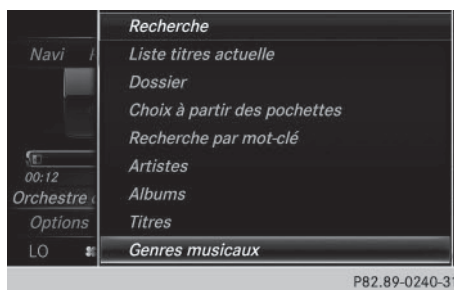 Recherche
Navi
Liste titres actuelle
Dossier
Choix à partir des pochettes
Recherche par mot-clé
Artistes
00:12
Albums
Orchestre
Options
Titres
LO
Genres musicaux
P82.89-0240-31